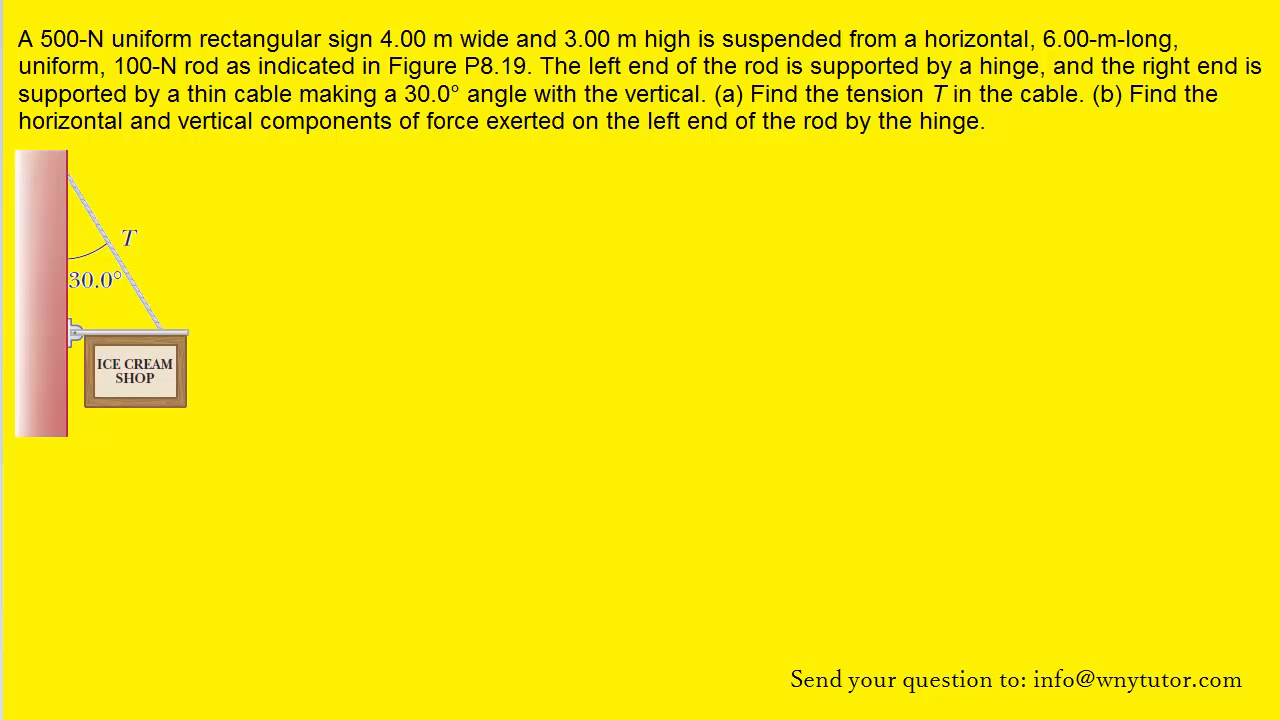 A 500-N uniform rectangular sign 4.00 m wide and 3.00 m high is suspended from a horizontal, 6.00-m-long,
uniform, 100-N rod as indicated in Figure P8.19. The left end of the rod is supported by a hinge, and the right end is
supported by a thin cable making a 30.0° angle with the vertical. (a) Find the tension T in the cable. (b) Find the
horizontal and vertical components of force exerted on the left end of the rod by the hinge.
T
30.0°
ICE CREAM
SHOP
Send your question to: info@wnytutor.com